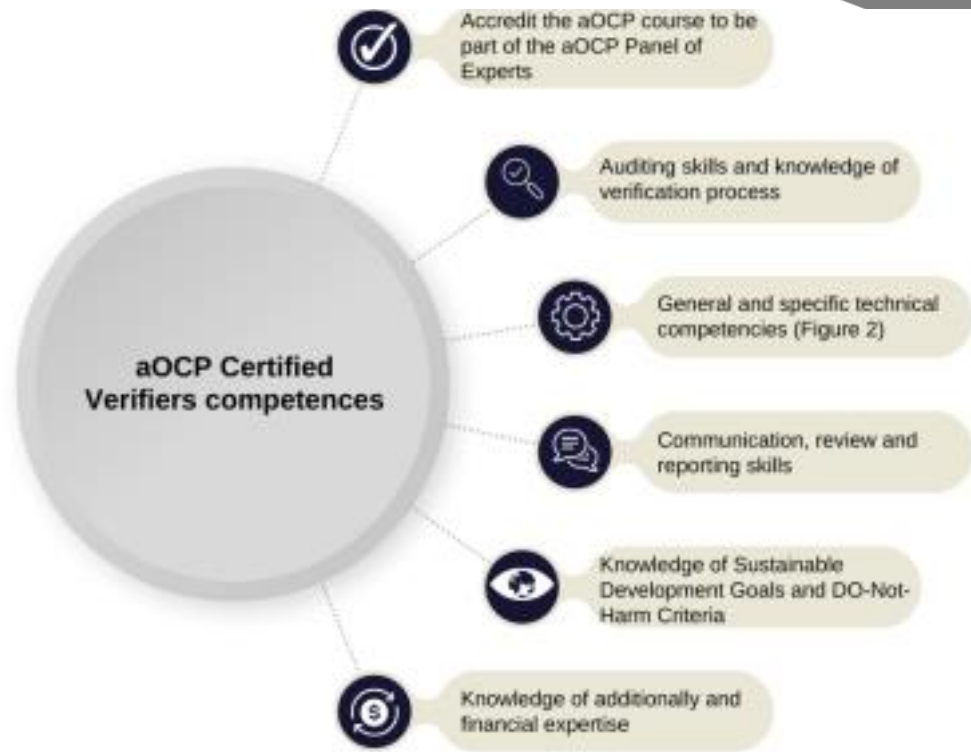 Accredit the aOCP course to be
part of the aOCP Panel of
Experts
Auditing skills and knowledge of
verification process
General and specific technical
competencies (Figure 2)
aOCP Certified
Verifiers competences
Communication, review and
reporting skills
Knowledge of Sustainable
Development Goals and DO-Not-
Harm Criteria
Knowledge of additionally and
financial expertise